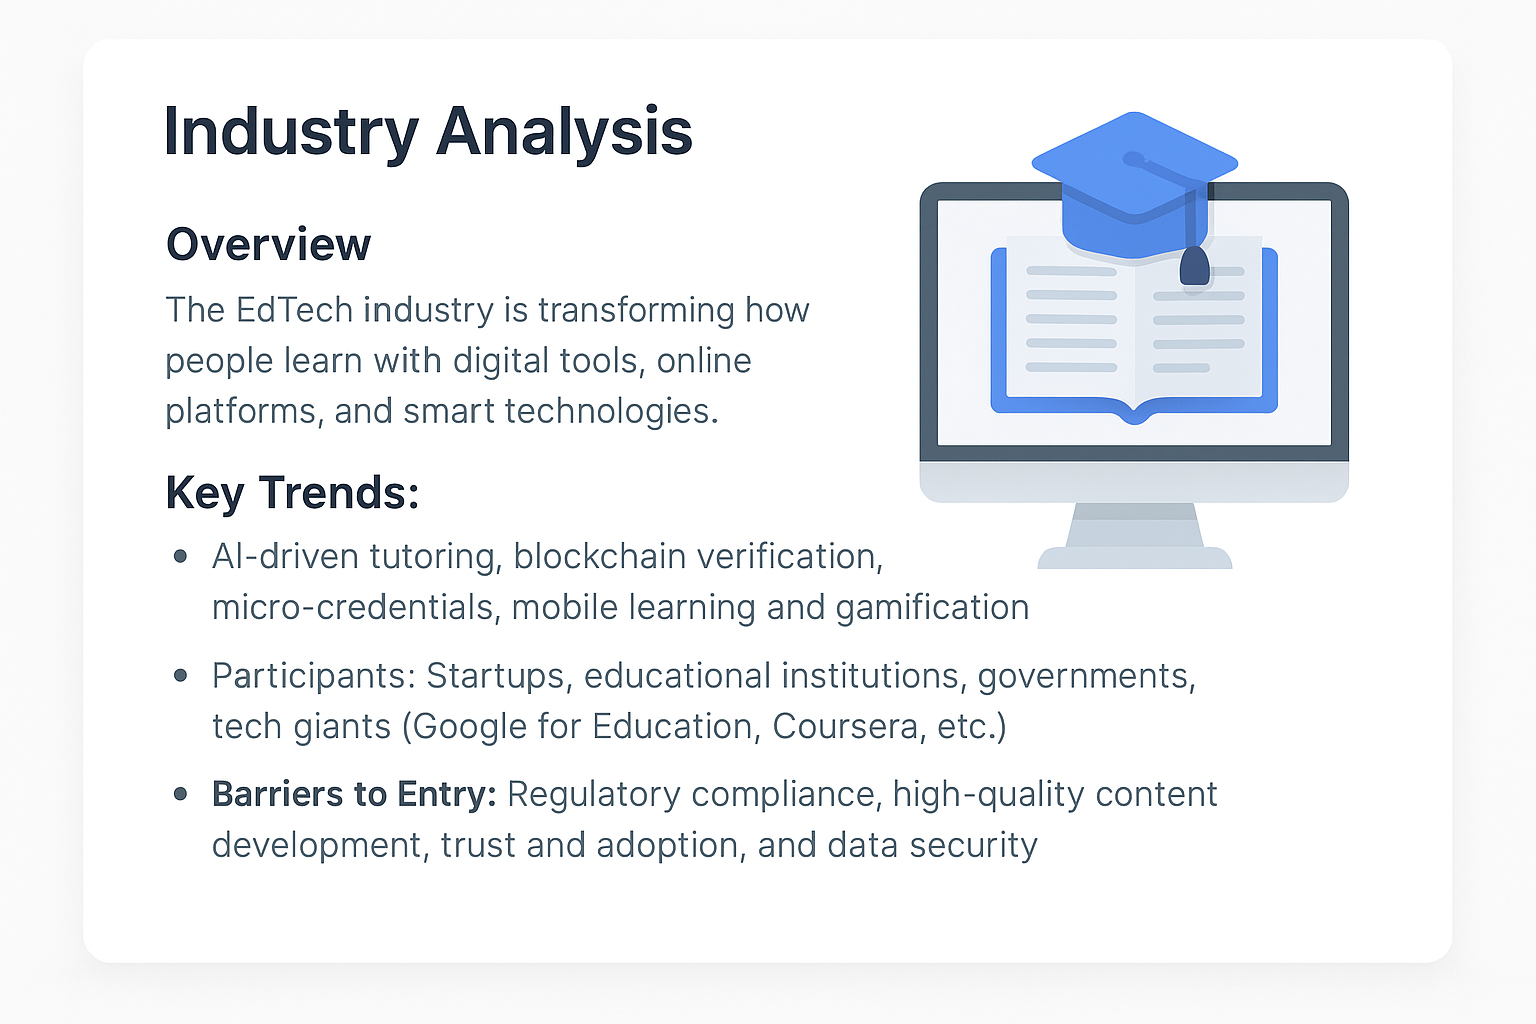 Industry Analysis
Overview
The EdTech industry is transforming how
people learn with digital tools, online
platforms, and smart technologies.
Key Trends:
• AI-driven tutoring, blockchain verification,
micro-credentials, mobile learning and gamification
• Participants: Startups, educational institutions, governments,
tech giants (Google for Education, Coursera, etc.)
• Barriers to Entry: Regulatory compliance, high-quality content
development, trust and adoption, and data security